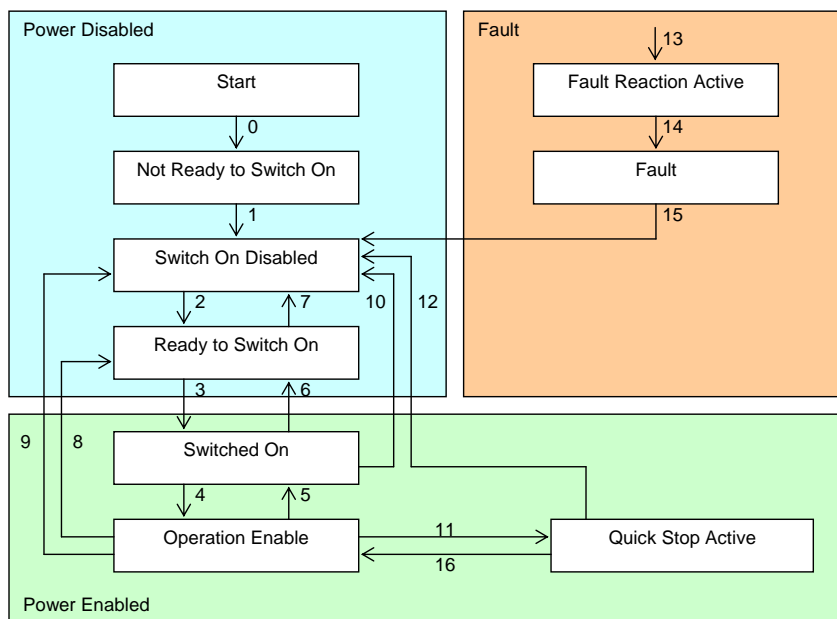 Power Disabled
Start
0
Not Ready to Switch On
1
Switch On Disabled
2
7
10
12
Ready to Switch On
3
6
Fault
13
Fault Reaction Active
14
Fault
15
9
8
Switched On
4
5
Operation Enable
11
16
Quick Stop Active
Power Enabled